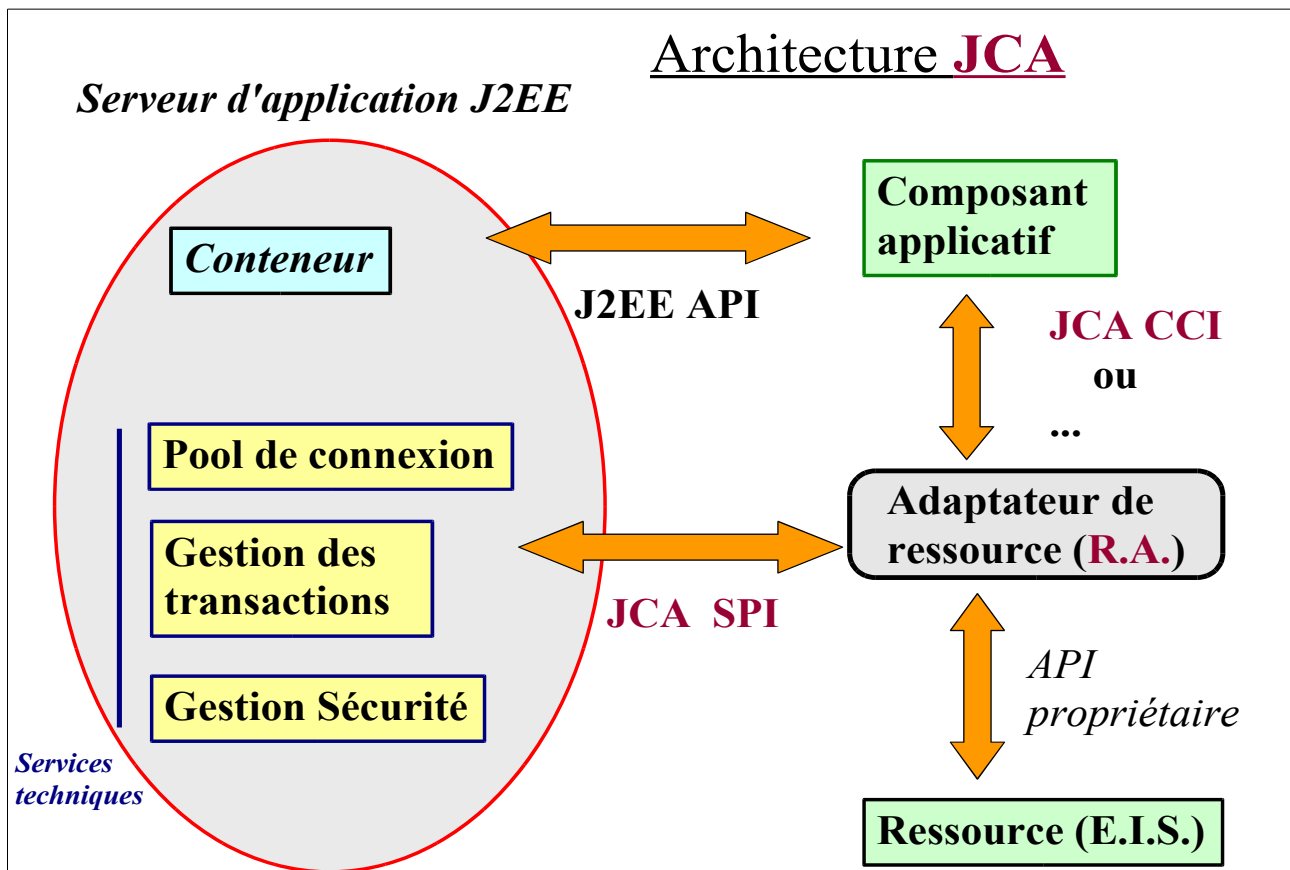 Architecture JCA
Serveur d'application J2EE
Conteneur
J2EE API
Composant
applicatif
JCA CCI
ou
...
Pool de connexion
Gestion des
transactions
Gestion Sécurité
Services
techniques
JCA SPI
Adaptateur de
ressource (R.A.)
API
propriétaire
Ressource (E.I.S.)